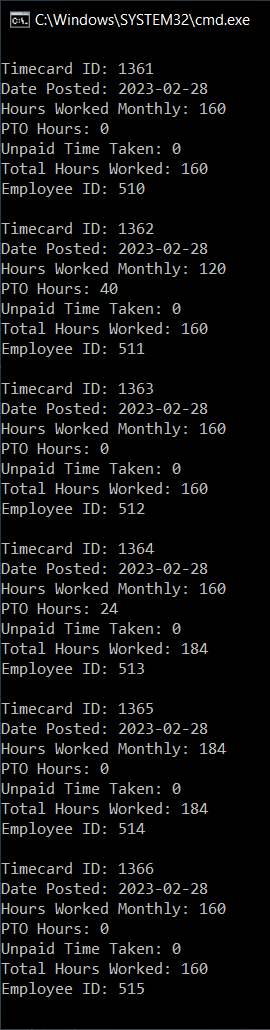 C:\Windows\SYSTEM32\cmd.exe
Timecard ID: 1361
Date Posted: 2023-02-28
Hours Worked Monthly: 160
PTO Hours: 0
Unpaid Time Taken: 0
Total Hours Worked: 160
Employee ID: 510
Timecard ID: 1362
Date Posted: 2023-02-28
Hours Worked Monthly: 120
PTO Hours: 40
Unpaid Time Taken: 0
Total Hours Worked: 160
Employee ID: 511
Timecard ID: 1363
Date Posted: 2023-02-28
Hours Worked Monthly: 160
PTO Hours: 0
Unpaid Time Taken: 0
Total Hours Worked: 160
Employee ID: 512
Timecard ID: 1364
Date Posted: 2023-02-28
Hours Worked Monthly: 160
PTO Hours: 24
Unpaid Time Taken: 0
Total Hours Worked: 184
Employee ID: 513
Timecard ID: 1365
Date Posted: 2023-02-28
Hours Worked Monthly: 184
PTO Hours: 0
Unpaid Time Taken: 0
Total Hours Worked: 184
Employee ID: 514
Timecard ID: 1366
Date Posted: 2023-02-28
Hours Worked Monthly: 160
PTO Hours: 0
Unpaid Time Taken: 0
Total Hours Worked: 160
Employee ID: 515